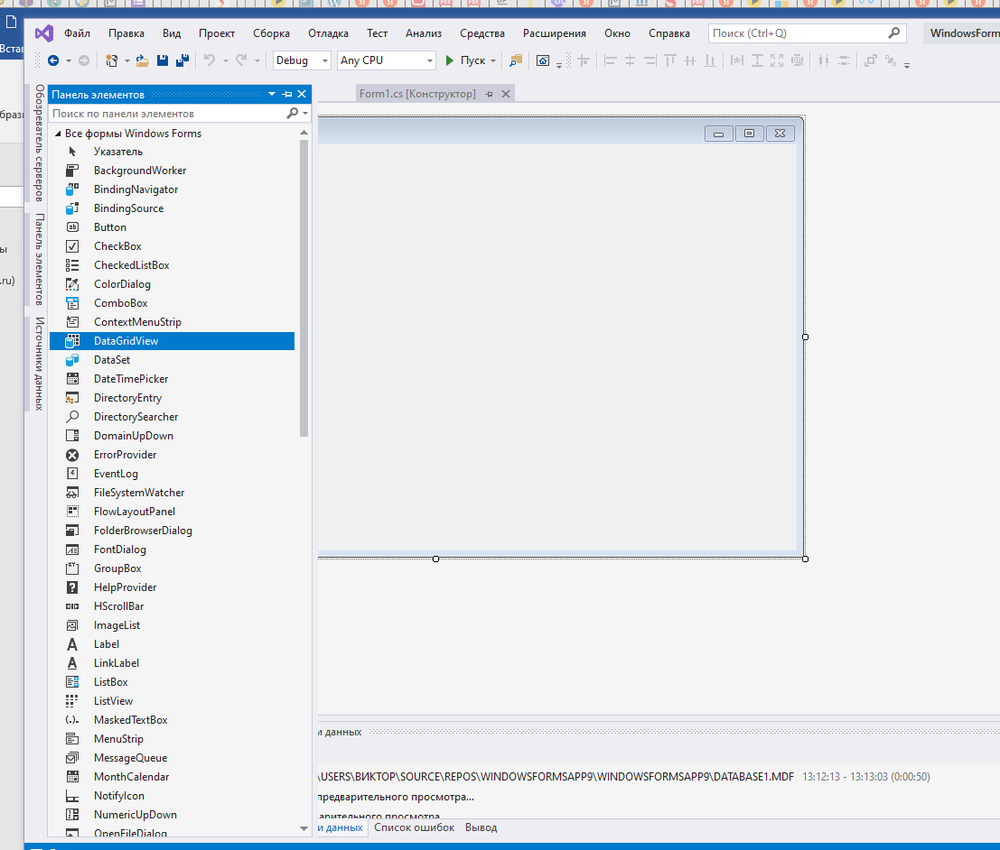 Файл Правка Вид Проект Сборка Отладка Тест Анализ Средства Расширения Окно Справка Поиск (Ctrl+Q) WindowsForm
Вста
Debug Any CPU Пуск
Панель элементов
Form1.cs [Конструктор]
Поиск по панели элементов
Обозреватель серверов
Панель элементов
Источники данных
браз
ы
.ru)
Все формы Windows Forms
Указатель
BackgroundWorker
BindingNavigator
BindingSource
Button
CheckBox
CheckedListBox
ColorDialog
ComboBox
ContextMenuStrip
DataGridView
DataSet
DateTimePicker
DirectoryEntry
DirectorySearcher
DomainUpDown
ErrorProvider
EventLog
FileSystemWatcher
FlowLayoutPanel
FolderBrowserDialog
FontDialog
GroupBox
HelpProvider
HScrollBar
ImageList
Label
LinkLabel
ListBox
ListView
MaskedTextBox
MenuStrip
MessageQueue
MonthCalendar
NotifyIcon
NumericUpDown
OpenFileDialog
и данных
\USERS\ВИКТОР\SOURCE\REPOS\WINDOWSFORMSAPP9\WINDOWSFORMSAPP9\DATABASE1.MDF 13:12:13 - 13:13:03 (0:00:50)
предварительного просмотра...
варительного просмотра
и данных Список ошибок Вывод